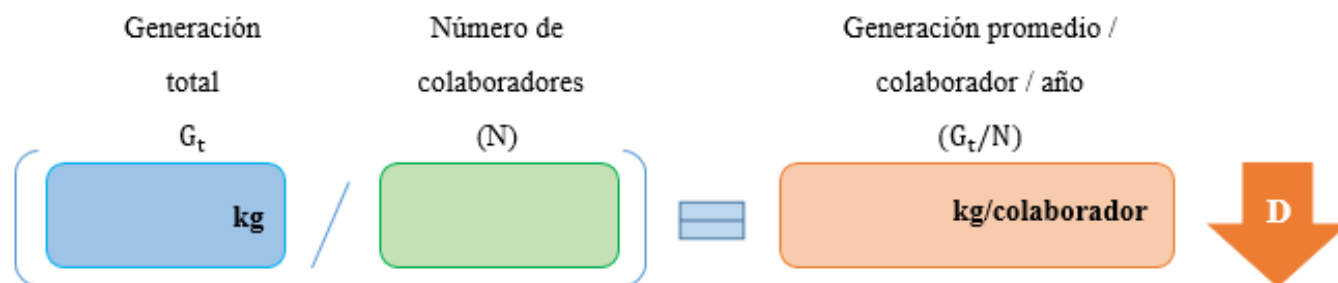 Generación
total
Gₜ
Número de
colaboradores
(N)
Generación promedio /
colaborador / año
(Gₜ/N)
kg
/
=
kg/colaborador
D